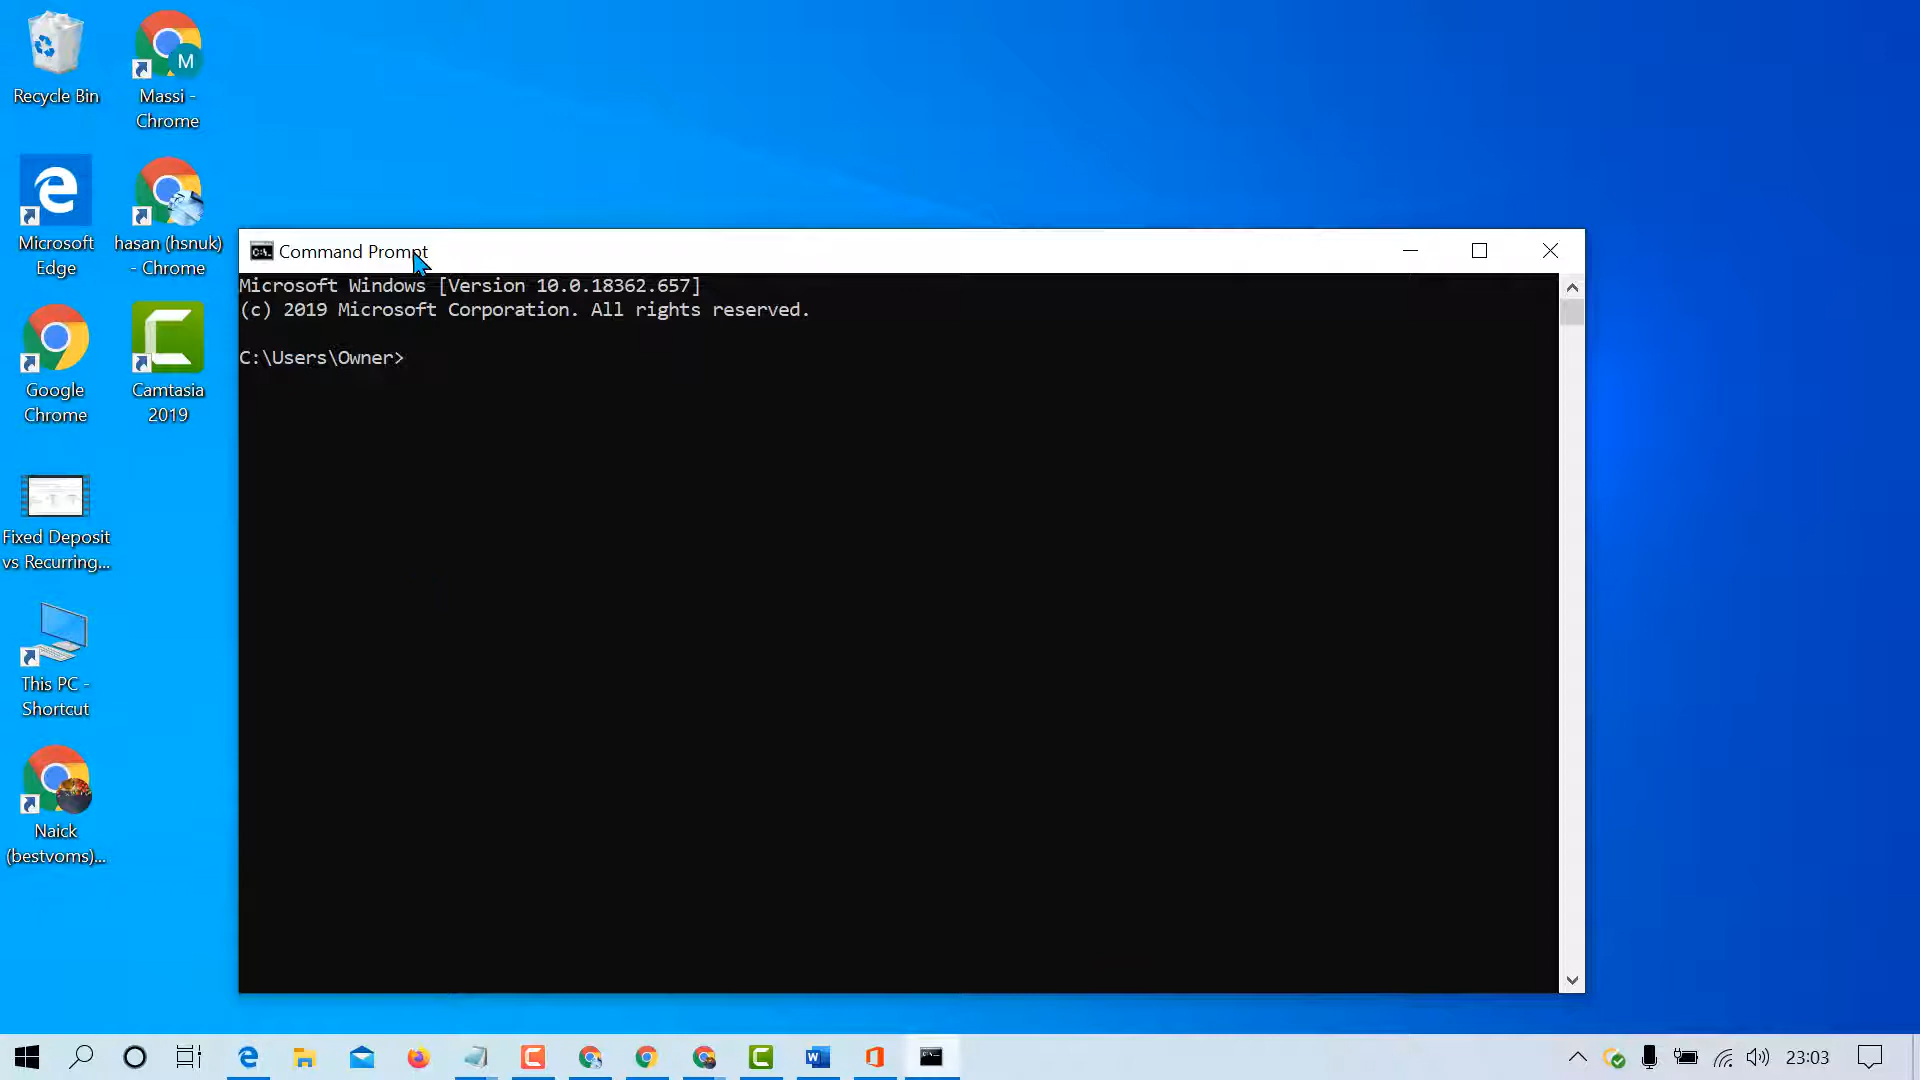 Recycle Bin
Massi -
Chrome
Microsoft
Edge
hasan (hsnuk)
- Chrome
Google
Chrome
Camtasia
2019
Fixed Deposit
vs Recurring...
This PC -
Shortcut
Naick
(bestvoms)...
M
Command Prompt
Microsoft Windows [Version 10.0.18362.657]
(c) 2019 Microsoft Corporation. All rights reserved.
C:\Users\Owner>
23:03